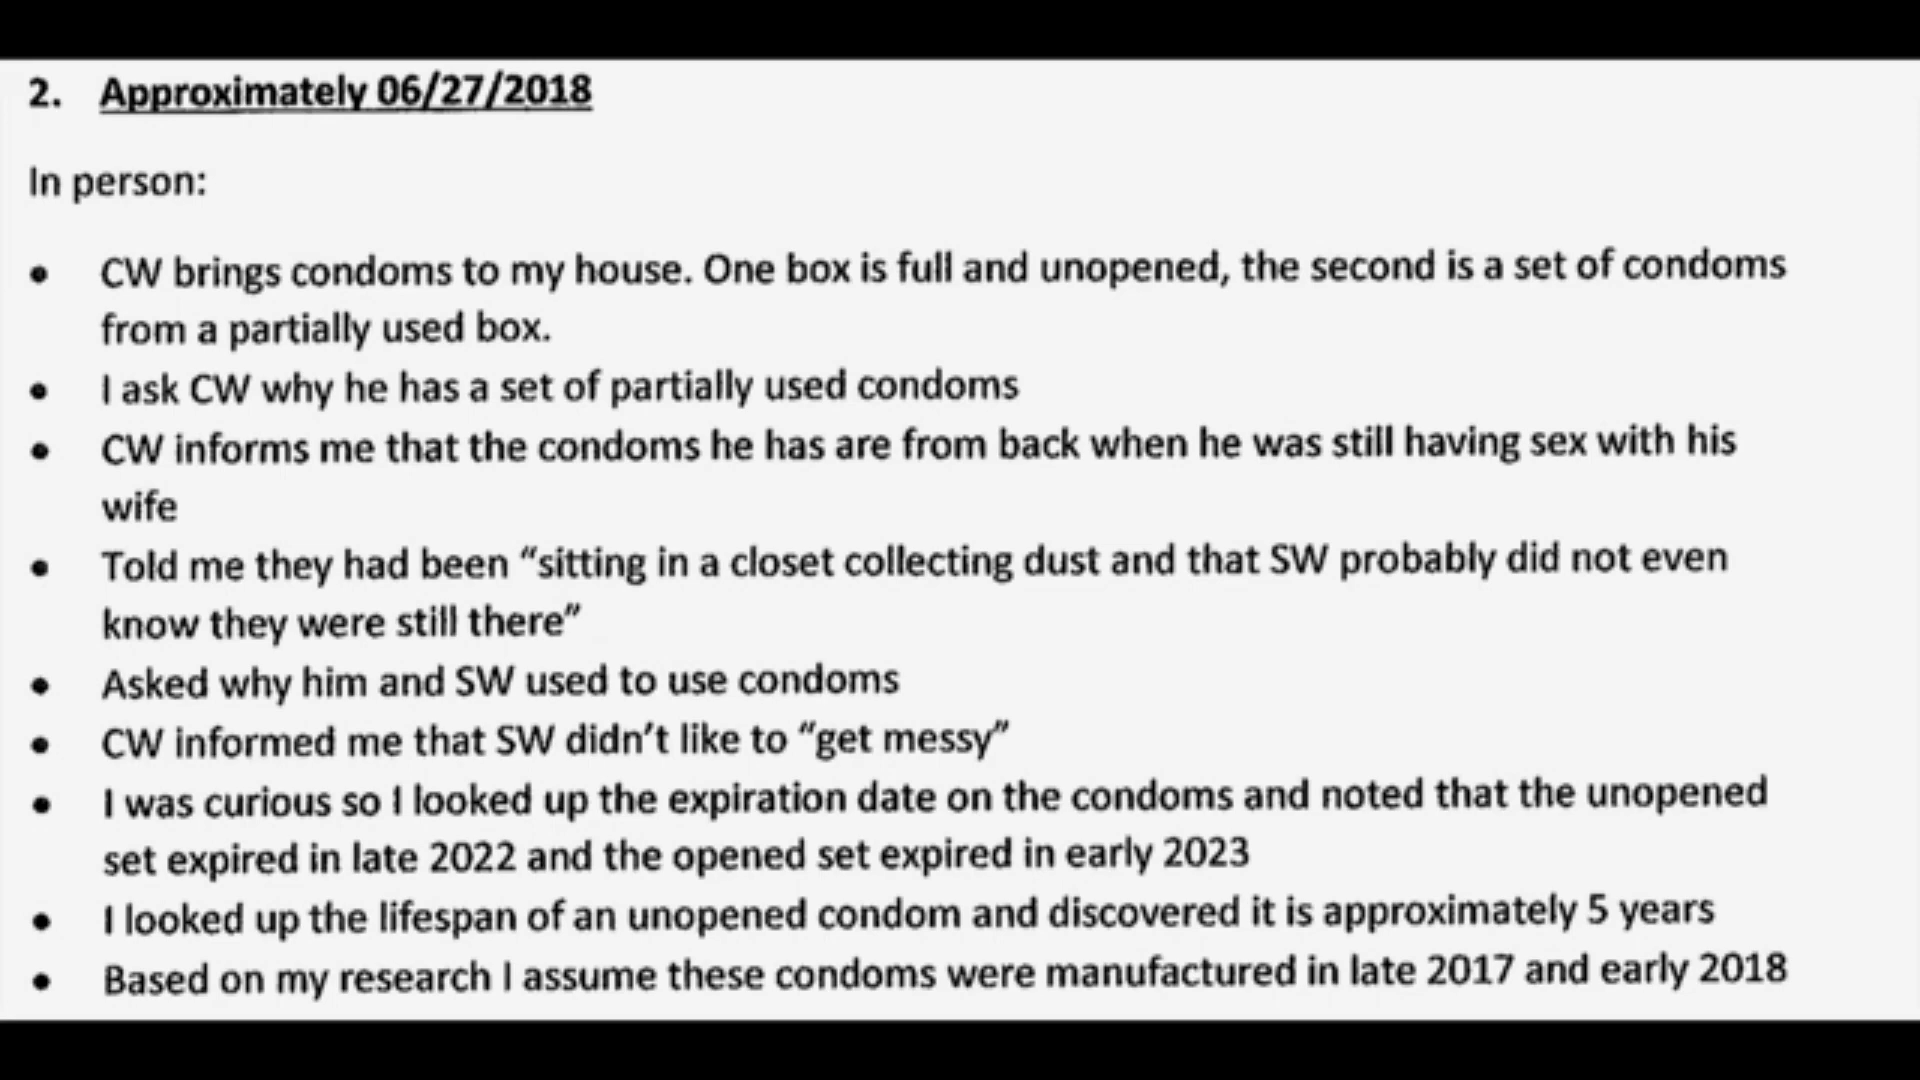 2. Approximately 06/27/2018
In person:
• CW brings condoms to my house. One box is full and unopened, the second is a set of condoms
from a partially used box.
• I ask CW why he has a set of partially used condoms
• CW informs me that the condoms he has are from back when he was still having sex with his
wife
• Told me they had been “sitting in a closet collecting dust and that SW probably did not even
know they were still there”
• Asked why him and SW used to use condoms
• CW informed me that SW didn’t like to “get messy”
• I was curious so I looked up the expiration date on the condoms and noted that the unopened
set expired in late 2022 and the opened set expired in early 2023
• I looked up the lifespan of an unopened condom and discovered it is approximately 5 years
• Based on my research I assume these condoms were manufactured in late 2017 and early 2018